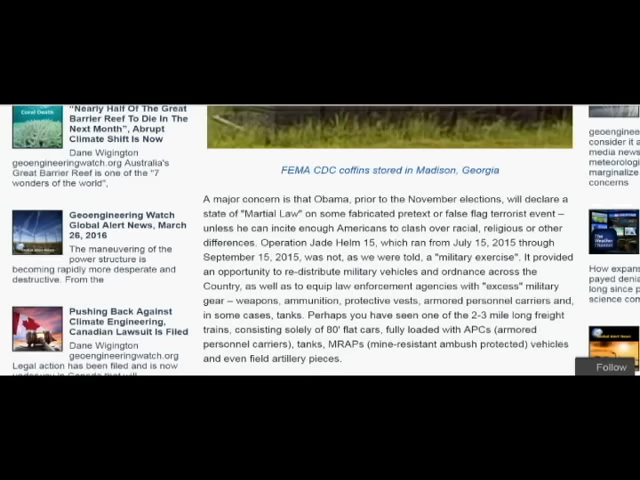 Coral Death
"Nearly Half Of The Great
Barrier Reef To Die In The
Next Month", Abrupt
Climate Shift Is Now
Dane Wigington
geoengineeringwatch.org Australia's
Great Barrier Reef is one of the "7
wonders of the world",
Geoengineering Watch
Global Alert News, March
26, 2016
The maneuvering of the
power structure is
becoming rapidly more desperate and
destructive. From the
Pushing Back Against
Climate Engineering,
Canadian Lawsuit Is Filed
Dane Wigington
geoengineeringwatch.org
Legal action has been filed and is now
FEMA CDC coffins stored in Madison, Georgia
A major concern is that Obama, prior to the November elections, will declare a
state of "Martial Law" on some fabricated pretext or false flag terrorist event –
unless he can incite enough Americans to clash over racial, religious or other
differences. Operation Jade Helm 15, which ran from July 15, 2015 through
September 15, 2015, was not, as we were told, a "military exercise". It provided
an opportunity to re-distribute military vehicles and ordnance across the
Country, as well as to equip law enforcement agencies with "excess" military
gear – weapons, ammunition, protective vests, armored personnel carriers and,
in some cases, tanks. Perhaps you have seen one of the 2-3 mile long freight
trains, consisting solely of 80' flat cars, fully loaded with APCs (armored
personnel carriers), tanks, MRAPs (mine-resistant ambush protected) vehicles
and even field artillery pieces.
geoengineer
consider it a
media news
meteorologi
marginalize
concerns
How expans
payed denia
long since p
science com
Follow